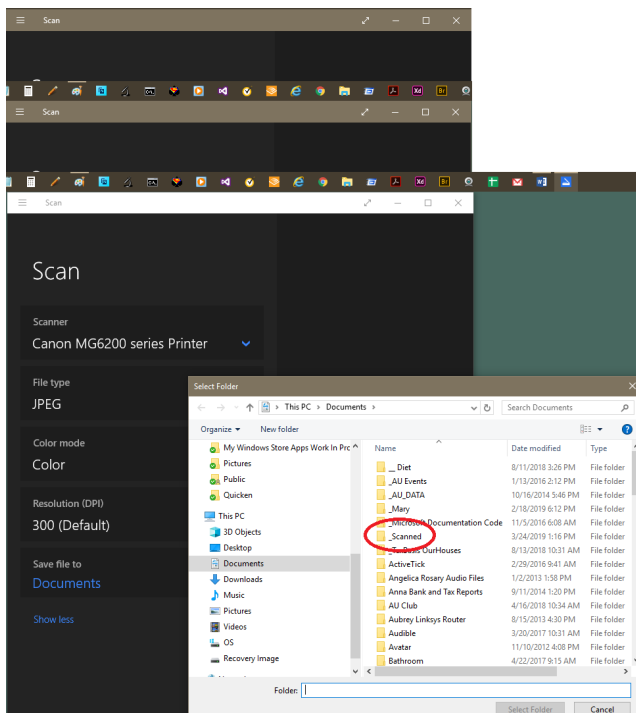 Scan
Scan
Scan
Scan
Scanner
Canon MG6200 series Printer
File type
JPEG
Color mode
Color
Resolution (DPI)
300 (Default)
Save file to
Documents
Show less
Select Folder
This PC > Documents >
Search Documents
Organize
New folder
My Windows Store Apps Work In Prc
Pictures
Public
Quicken
This PC
3D Objects
Desktop
Documents
Downloads
Music
Pictures
Videos
OS
Recovery Image
Name Date modified Type
__ Diet 8/11/2018 3:26 PM File folder
_AU Events 1/13/2016 2:12 PM File folder
_AU_DATA 10/16/2014 5:46 PM File folder
_Mary 2/18/2019 6:12 PM File folder
_Microsoft Documentation Code 11/5/2016 6:08 AM File folder
_Scanned 3/24/2019 1:16 PM File folder
_TaxBasis OurHouses 8/13/2018 10:31 AM File folder
ActiveTick 2/29/2016 9:41 AM File folder
Angelica Rosary Audio Files 1/2/2013 1:58 PM File folder
Anna Bank and Tax Reports 9/11/2014 1:20 PM File folder
AU Club 4/16/2018 10:34 AM File folder
Aubrey Linksys Router 8/15/2013 4:30 PM File folder
Audible 3/20/2017 10:31 AM File folder
Avatar 11/10/2012 4:08 PM File folder
Bathroom 4/22/2017 9:15 AM File folder
Folder:
Select Folder
Cancel